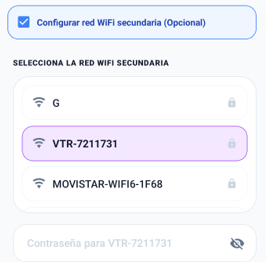 Configurar red WiFi secundaria (Opcional)
SELECCIONA LA RED WIFI SECUNDARIA
G
VTR-7211731
MOVISTAR-WIFI6-1F68
Contraseña para VTR-7211731